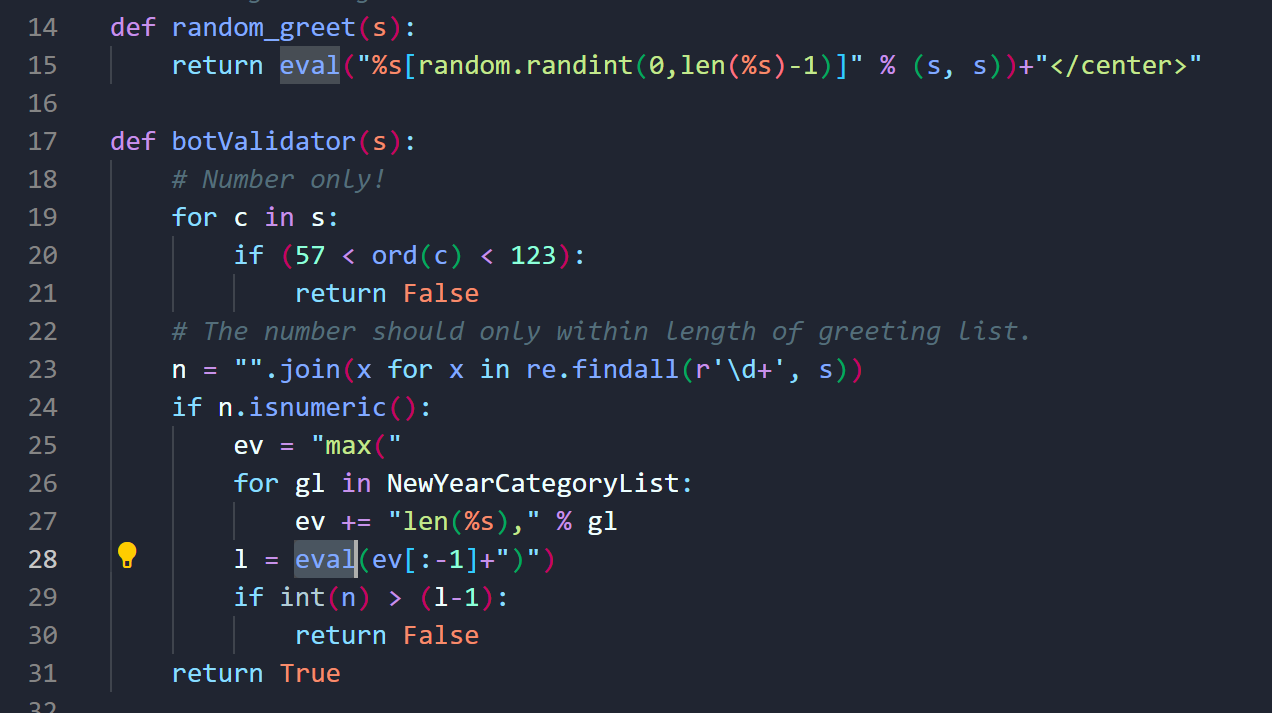 14 def random_greet(s):
15     return eval("%s[random.randint(0,len(%s)-1)]" % (s, s))+"</center>"
16
17 def botValidator(s):
18     # Number only!
19     for c in s:
20         if (57 < ord(c) < 123):
21             return False
22     # The number should only within length of greeting list.
23     n = "".join(x for x in re.findall(r'\d+', s))
24     if n.isnumeric():
25         ev = "max("
26         for gl in NewYearCategoryList:
27             ev += "len(%s)," % gl
28         l = eval(ev[:-1]+")")
29         if int(n) > (l-1):
30             return False
31     return True
32